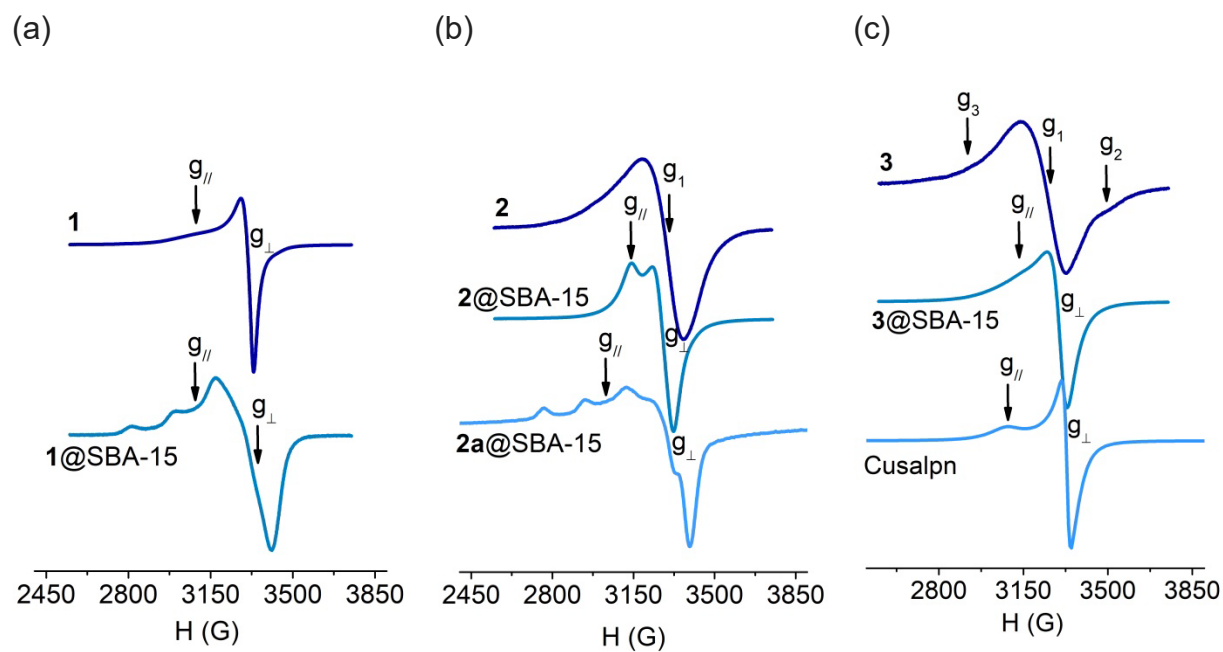 (a)
g//
1
g⊥
g//
g⊥
1@SBA-15
2450 2800 3150 3500 3850
H (G)
(b)
g1
2
g//
2@SBA-15
g⊥
g//
2a@SBA-15
g⊥
2450 2800 3150 3500 3850
H (G)
(c)
g3
g1
g2
3
g//
3@SBA-15
g⊥
g//
g⊥
Cusalpn
2800 3150 3500 3850
H (G)